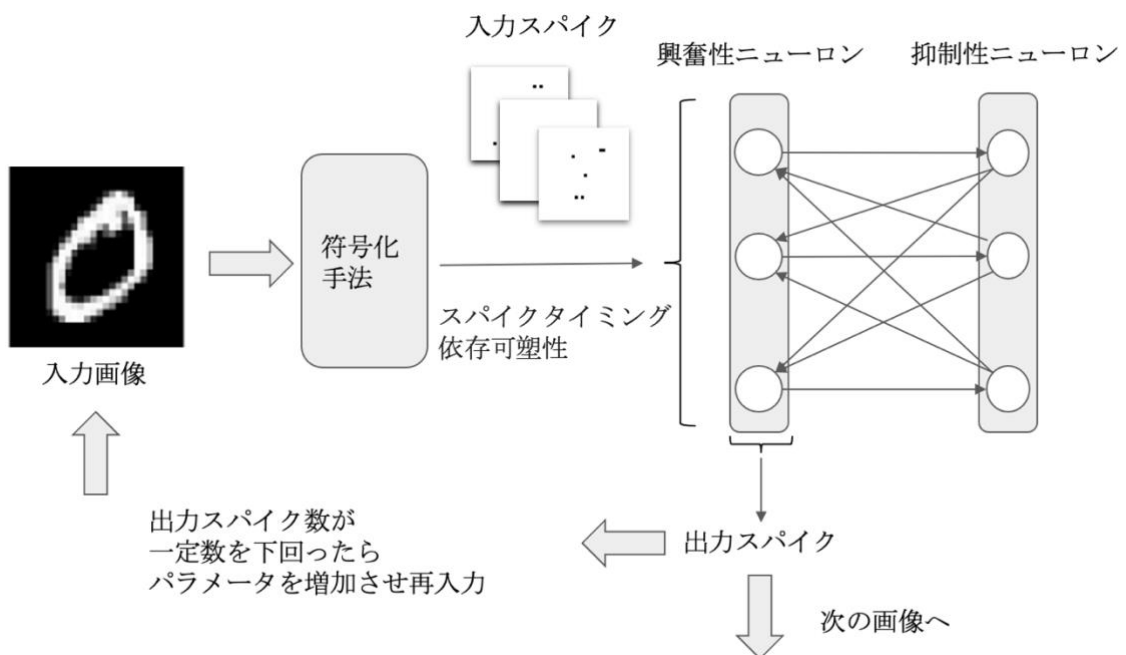 入力スパイク
興奮性ニューロン
抑制性ニューロン
符号化
手法
スパイクタイミング
依存可塑性
入力画像
出力スパイク数が
一定数を下回ったら
パラメータを増加させ再入力
出力スパイク
次の画像へ